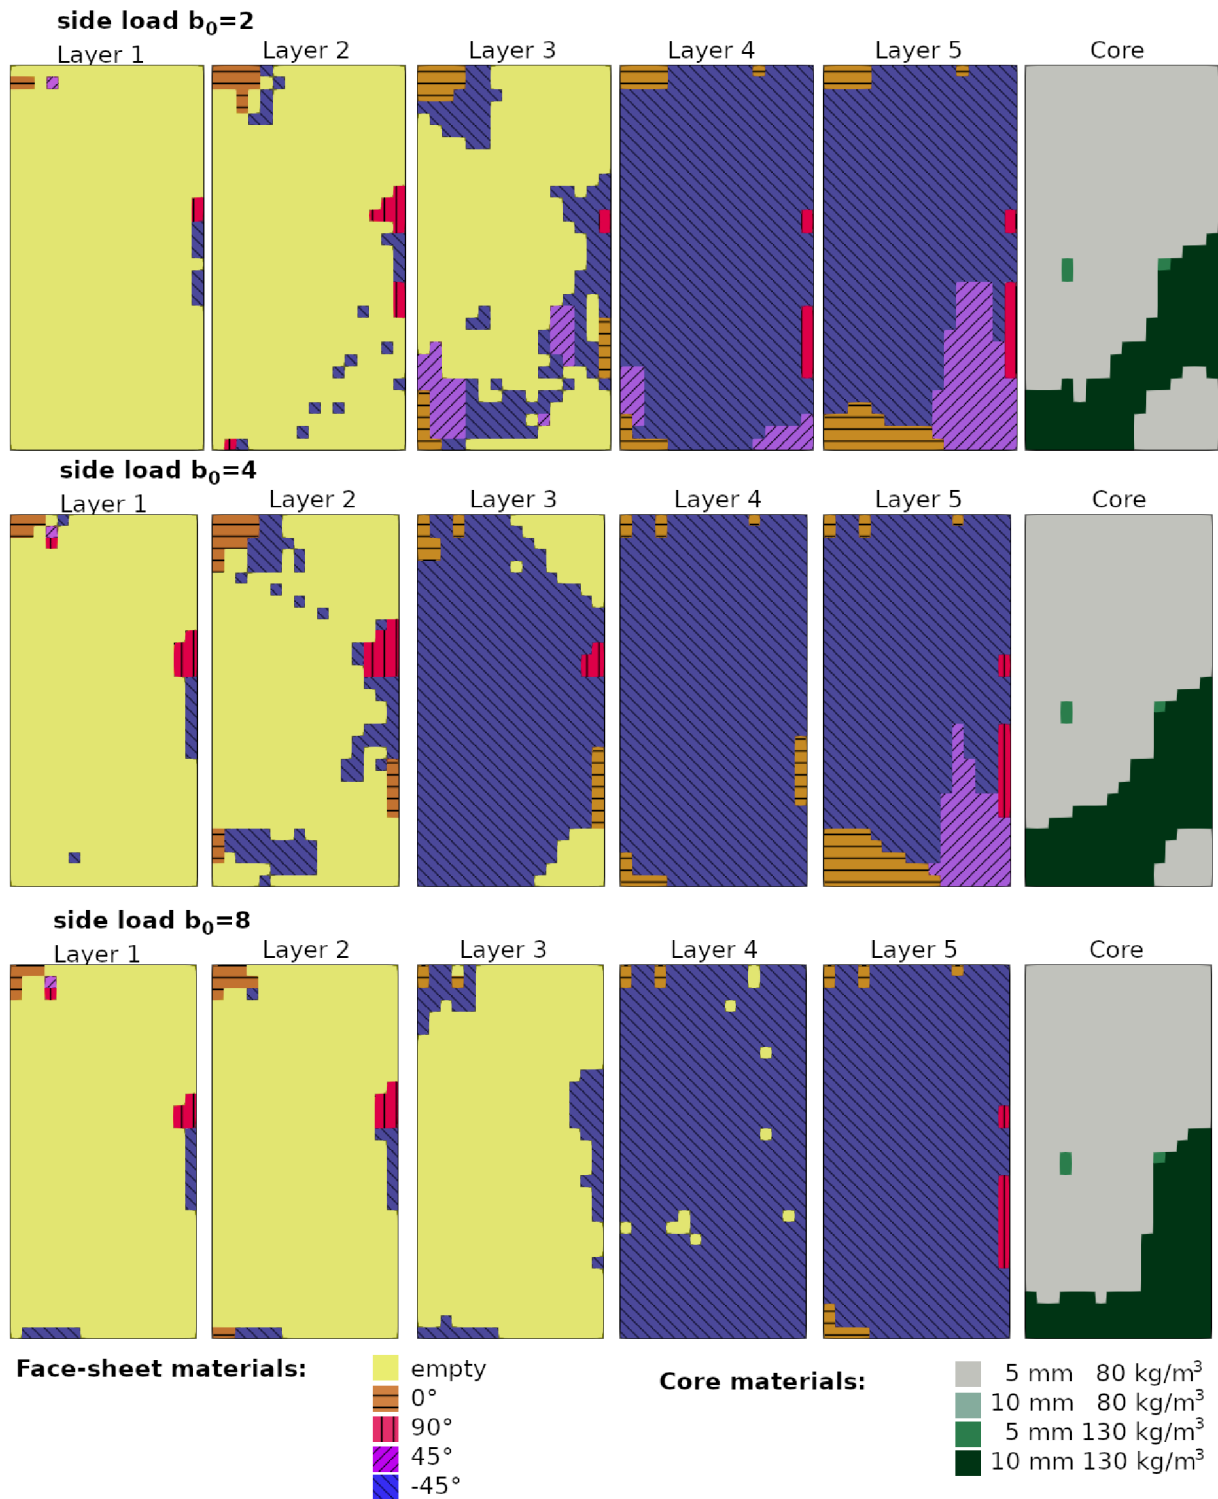 side load b₀=2
Layer 1 Layer 2 Layer 3 Layer 4 Layer 5 Core
side load b₀=4
Layer 1 Layer 2 Layer 3 Layer 4 Layer 5 Core
side load b₀=8
Layer 1 Layer 2 Layer 3 Layer 4 Layer 5 Core
Face-sheet materials:
empty
0°
90°
45°
-45°
Core materials:
5 mm 80 kg/m³
10 mm 80 kg/m³
5 mm 130 kg/m³
10 mm 130 kg/m³